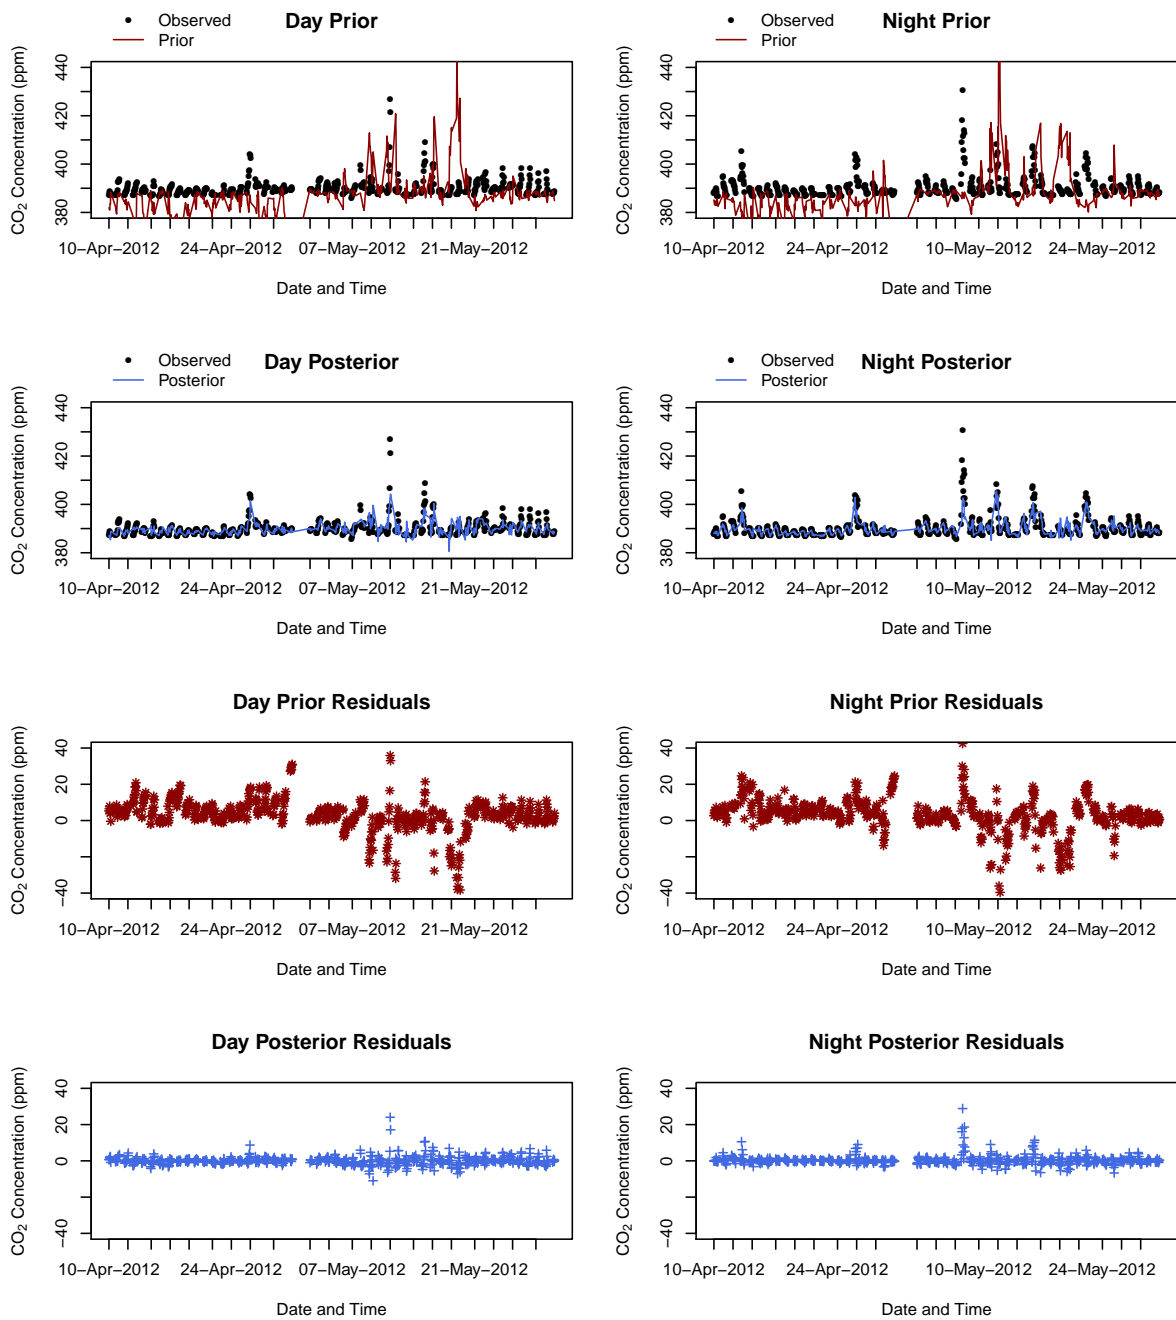 Day Prior
Observed
Prior
CO2 Concentration (ppm)
380 400 420 440
10−Apr−2012 24−Apr−2012 07−May−2012 21−May−2012
Date and Time
Night Prior
Observed
Prior
CO2 Concentration (ppm)
380 400 420 440
10−Apr−2012 24−Apr−2012 10−May−2012 24−May−2012
Date and Time
Day Posterior
Observed
Posterior
CO2 Concentration (ppm)
380 400 420 440
10−Apr−2012 24−Apr−2012 07−May−2012 21−May−2012
Date and Time
Night Posterior
Observed
Posterior
CO2 Concentration (ppm)
380 400 420 440
10−Apr−2012 24−Apr−2012 10−May−2012 24−May−2012
Date and Time
Day Prior Residuals
CO2 Concentration (ppm)
−40 0 20 40
10−Apr−2012 24−Apr−2012 07−May−2012 21−May−2012
Date and Time
Night Prior Residuals
CO2 Concentration (ppm)
−40 0 20 40
10−Apr−2012 24−Apr−2012 10−May−2012 24−May−2012
Date and Time
Day Posterior Residuals
CO2 Concentration (ppm)
−40 0 20 40
10−Apr−2012 24−Apr−2012 07−May−2012 21−May−2012
Date and Time
Night Posterior Residuals
CO2 Concentration (ppm)
−40 0 20 40
10−Apr−2012 24−Apr−2012 10−May−2012 24−May−2012
Date and Time